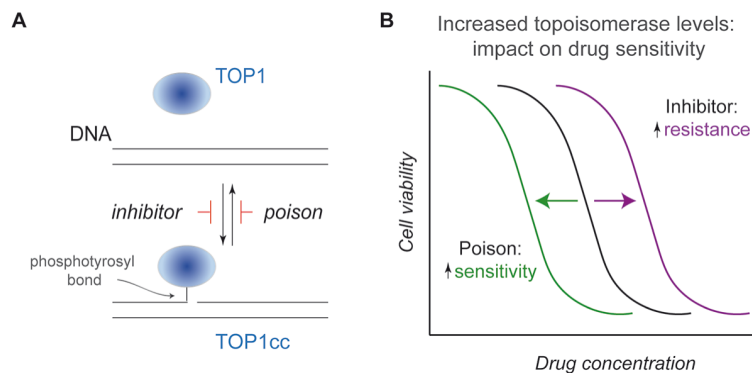 A
TOP1
DNA
inhibitor
poison
phosphotyrosyl
bond
TOP1cc
B
Increased topoisomerase levels:
impact on drug sensitivity
Inhibitor:
resistance
Poison:
sensitivity
Cell viability
Drug concentration